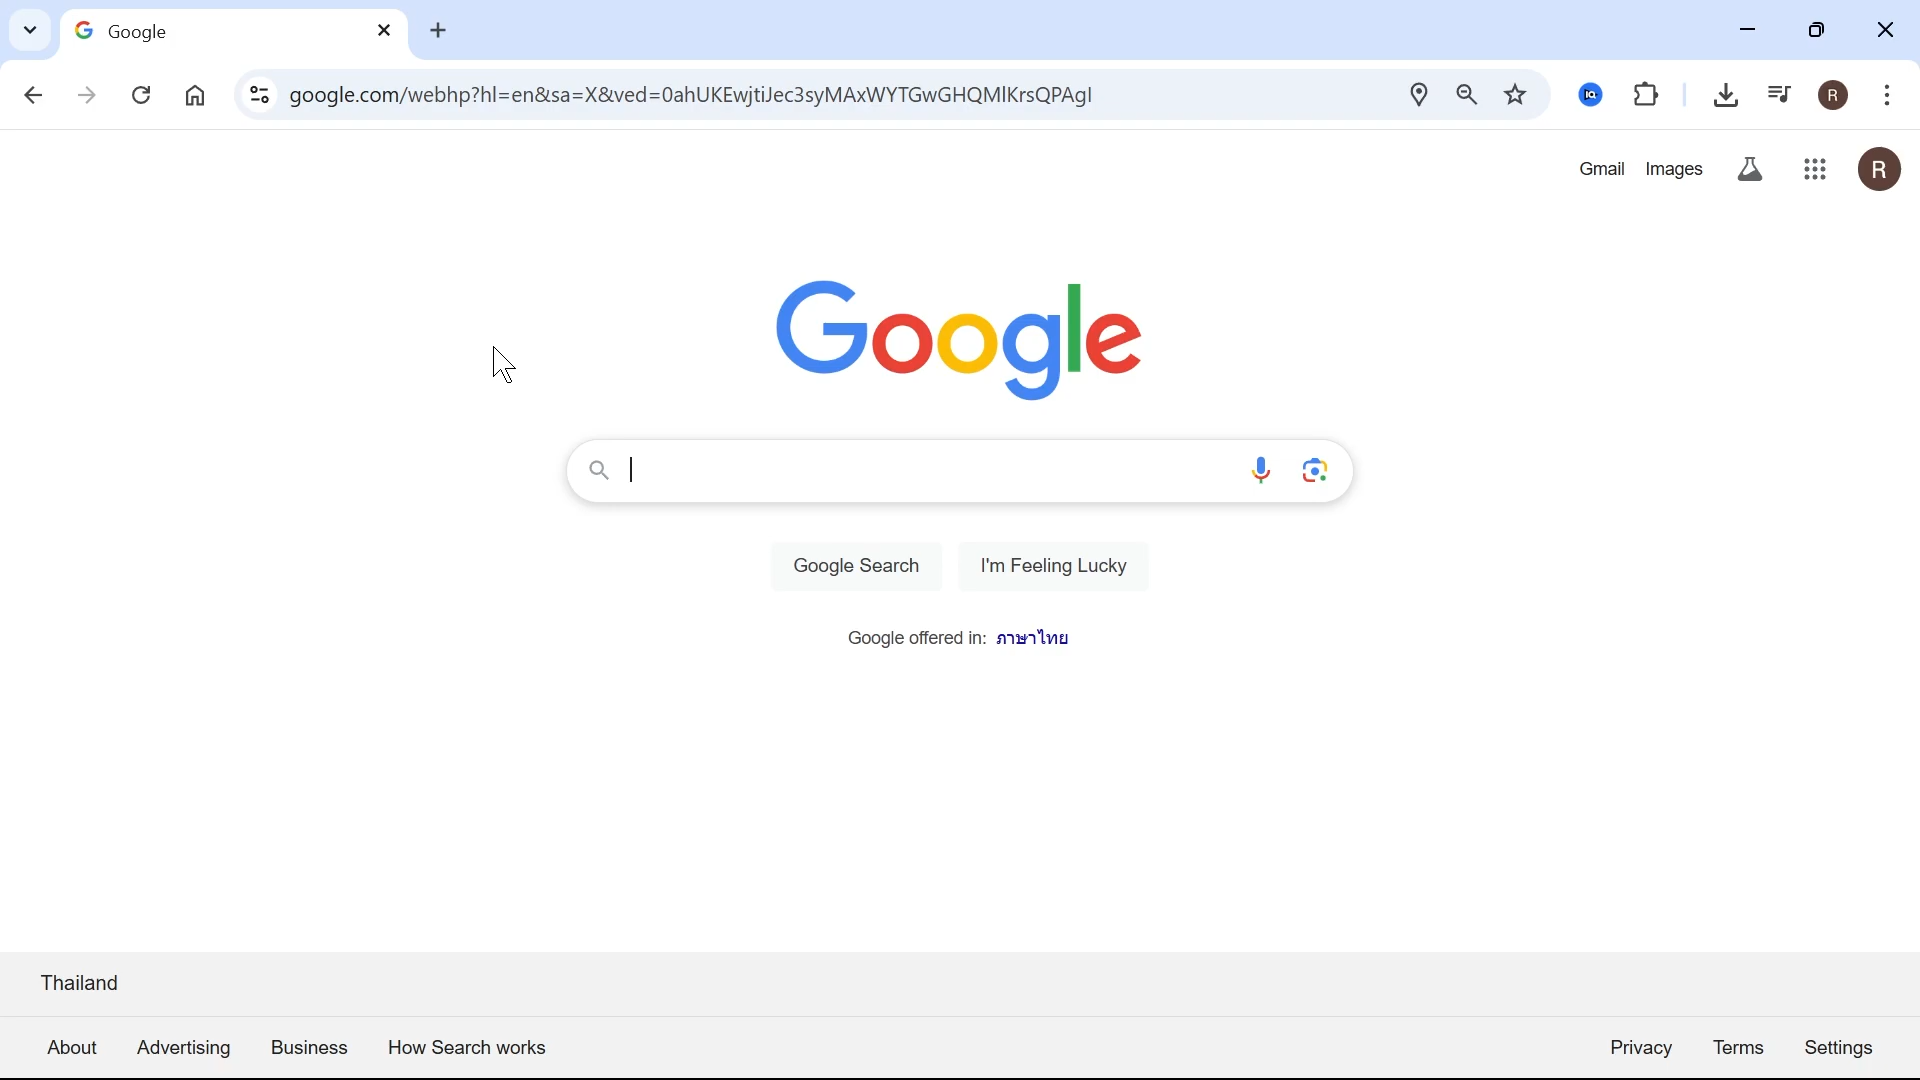 Google
google.com/webhp?hl=en&sa=X&ved=0ahUKEwjtiJec3syMAxWYTGwGHQMIKrsQPAgI
R
Gmail Images R
Google
Google Search I'm Feeling Lucky
Google offered in: ภาษาไทย
Thailand
About Advertising Business How Search works Privacy Terms Settings